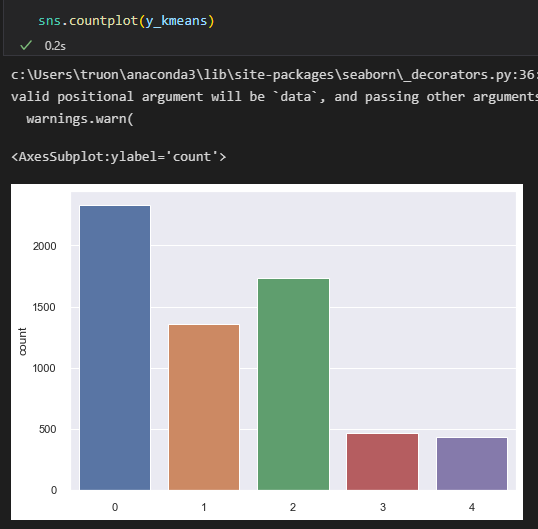 sns.countplot(y_kmeans)
0.2s
c:\Users\truon\anaconda3\lib\site-packages\seaborn\_decorators.py:36:
valid positional argument will be `data`, and passing other arguments
warnings.warn(
<AxesSubplot:ylabel='count'>
2000
1500
1000
500
0
count
0 1 2 3 4